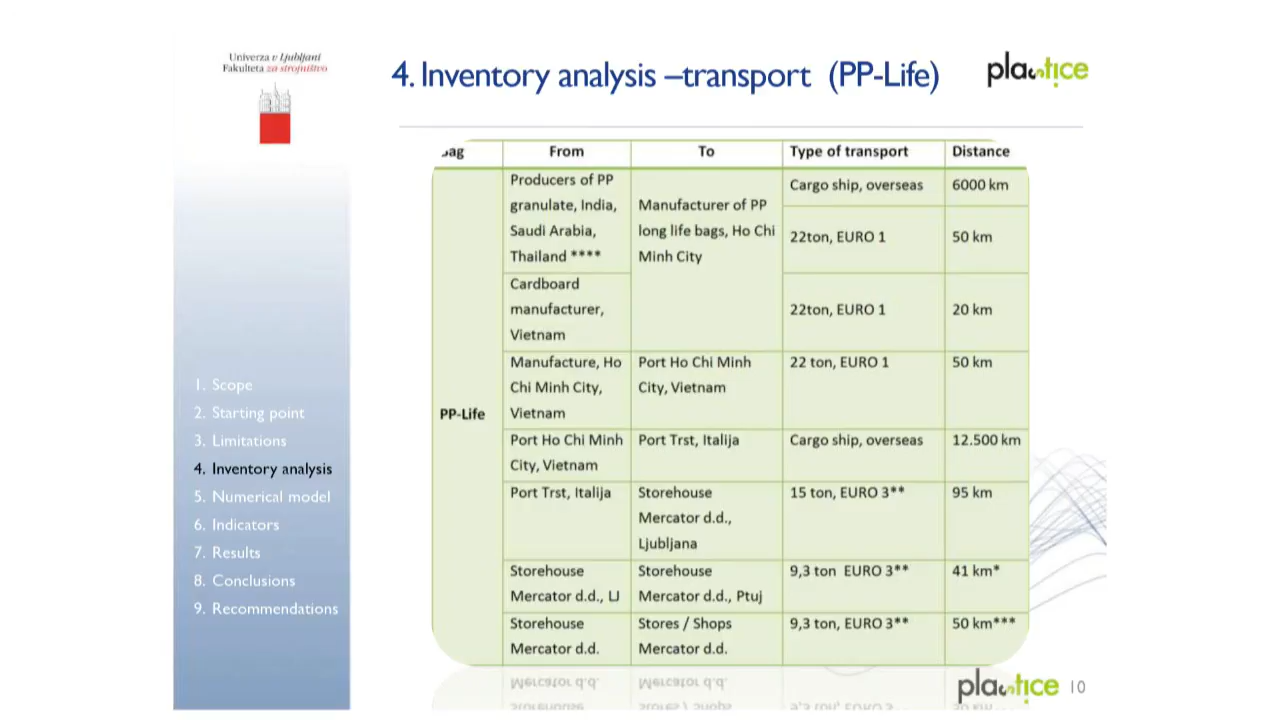 Univerza v Ljubljani
Fakulteta za strojništvo
4. Inventory analysis –transport (PP-Life)
plastice
From To Type of transport Distance
Producers of PP granulate, India, Saudi Arabia, Thailand ****
Manufacturer of PP long life bags, Ho Chi Minh City
Cargo ship, overseas 6000 km
22ton, EURO 1 50 km
Cardboard manufacturer, Vietnam
22ton, EURO 1 20 km
PP-Life
Manufacture, Ho Chi Minh City, Vietnam
Port Ho Chi Minh City, Vietnam
22 ton, EURO 1 50 km
Port Ho Chi Minh City, Vietnam
Port Trst, Italija
Cargo ship, overseas 12.500 km
Port Trst, Italija
Storehouse Mercator d.d., Ljubljana
15 ton, EURO 3** 95 km
Storehouse Mercator d.d., LJ
Storehouse Mercator d.d., Ptuj
9,3 ton EURO 3** 41 km*
Storehouse Mercator d.d.
Stores / Shops Mercator d.d.
9,3 ton, EURO 3** 50 km***
1. Scope
2. Starting point
3. Limitations
4. Inventory analysis
5. Numerical model
6. Indicators
7. Results
8. Conclusions
9. Recommendations
plastice 10